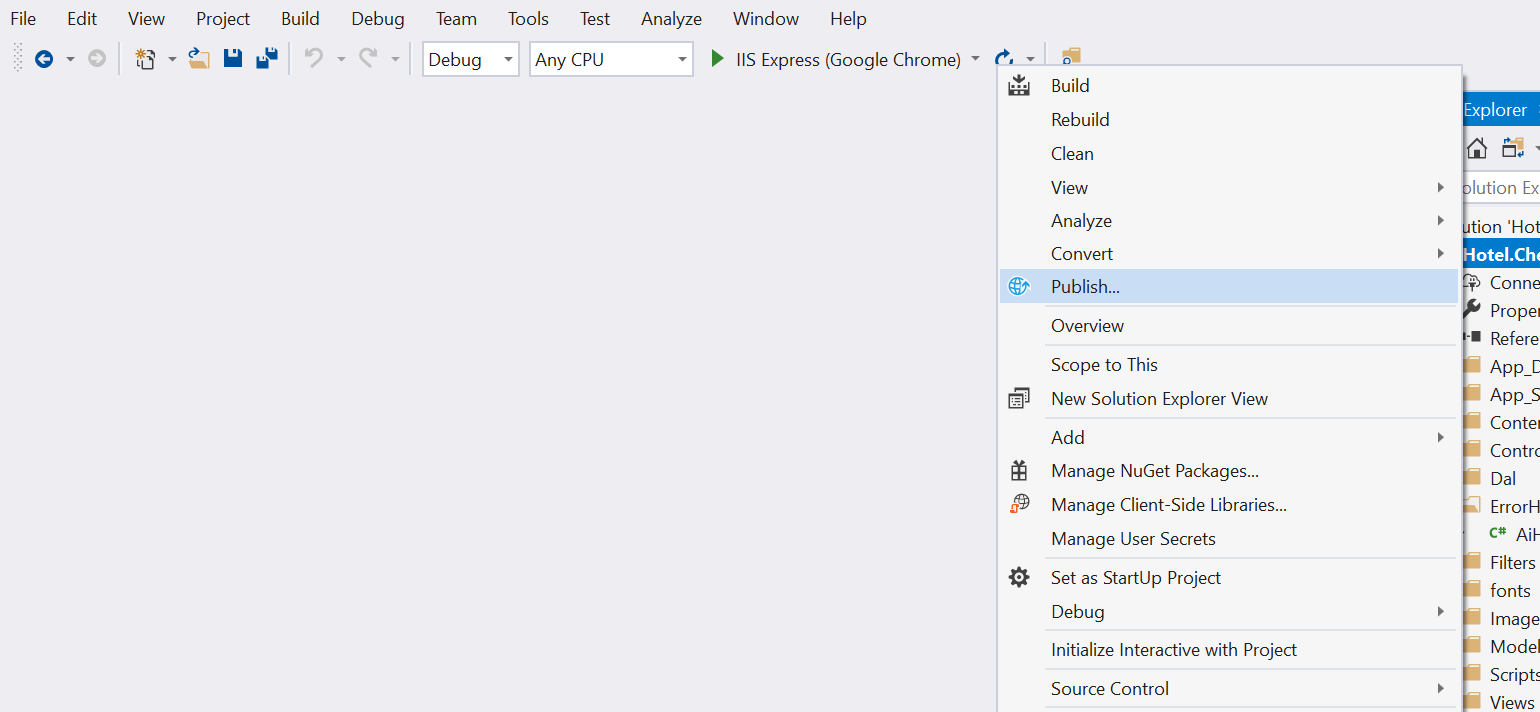 File Edit View Project Build Debug Team Tools Test Analyze Window Help
Debug Any CPU IIS Express (Google Chrome)
Build
Rebuild
Clean
View
Analyze
Convert
Publish...
Overview
Scope to This
New Solution Explorer View
Add
Manage NuGet Packages...
Manage Client-Side Libraries...
Manage User Secrets
Set as StartUp Project
Debug
Initialize Interactive with Project
Source Control
Explorer
olution Ex
ution 'Hot
Hotel.Che
Conne
Proper
Refere
App_D
App_S
Conter
Contro
Dal
ErrorH
C# AiH
Filters
fonts
Image
Model
Scripts
Views